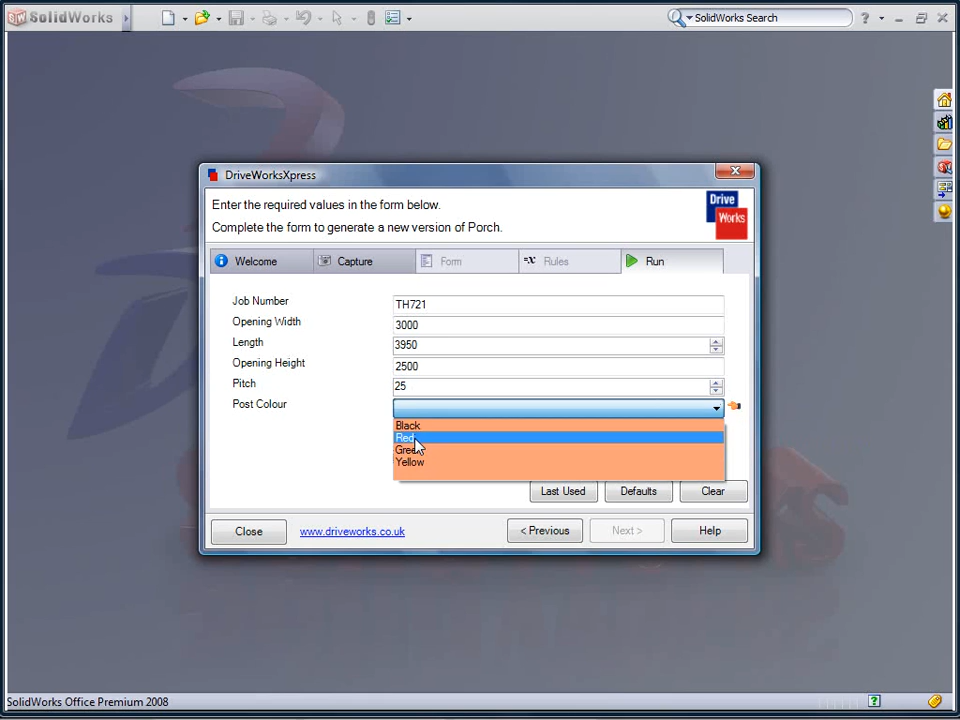 SolidWorks
SolidWorks Search
DriveWorksXpress
Enter the required values in the form below.
Complete the form to generate a new version of Porch.
Drive
Works
Welcome
Capture
Form
Rules
Run
Job Number
TH721
Opening Width
3000
Length
3950
Opening Height
2500
Pitch
25
Post Colour
Black
Red
Green
Yellow
Last Used
Defaults
Clear
Close
www.driveworks.co.uk
< Previous
Next >
Help
SolidWorks Office Premium 2008